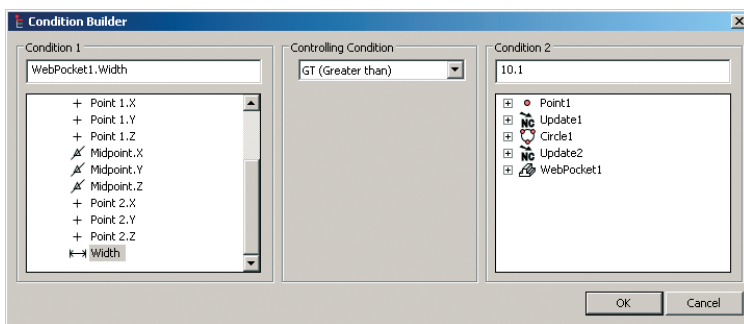 Condition Builder
Condition 1
WebPocket1.Width
Point 1.X
Point 1.Y
Point 1.Z
Midpoint.X
Midpoint.Y
Midpoint.Z
Point 2.X
Point 2.Y
Point 2.Z
Width
Controlling Condition
GT (Greater than)
Condition 2
10.1
Point1
NC Update1
Circle1
NC Update2
WebPocket1
OK
Cancel